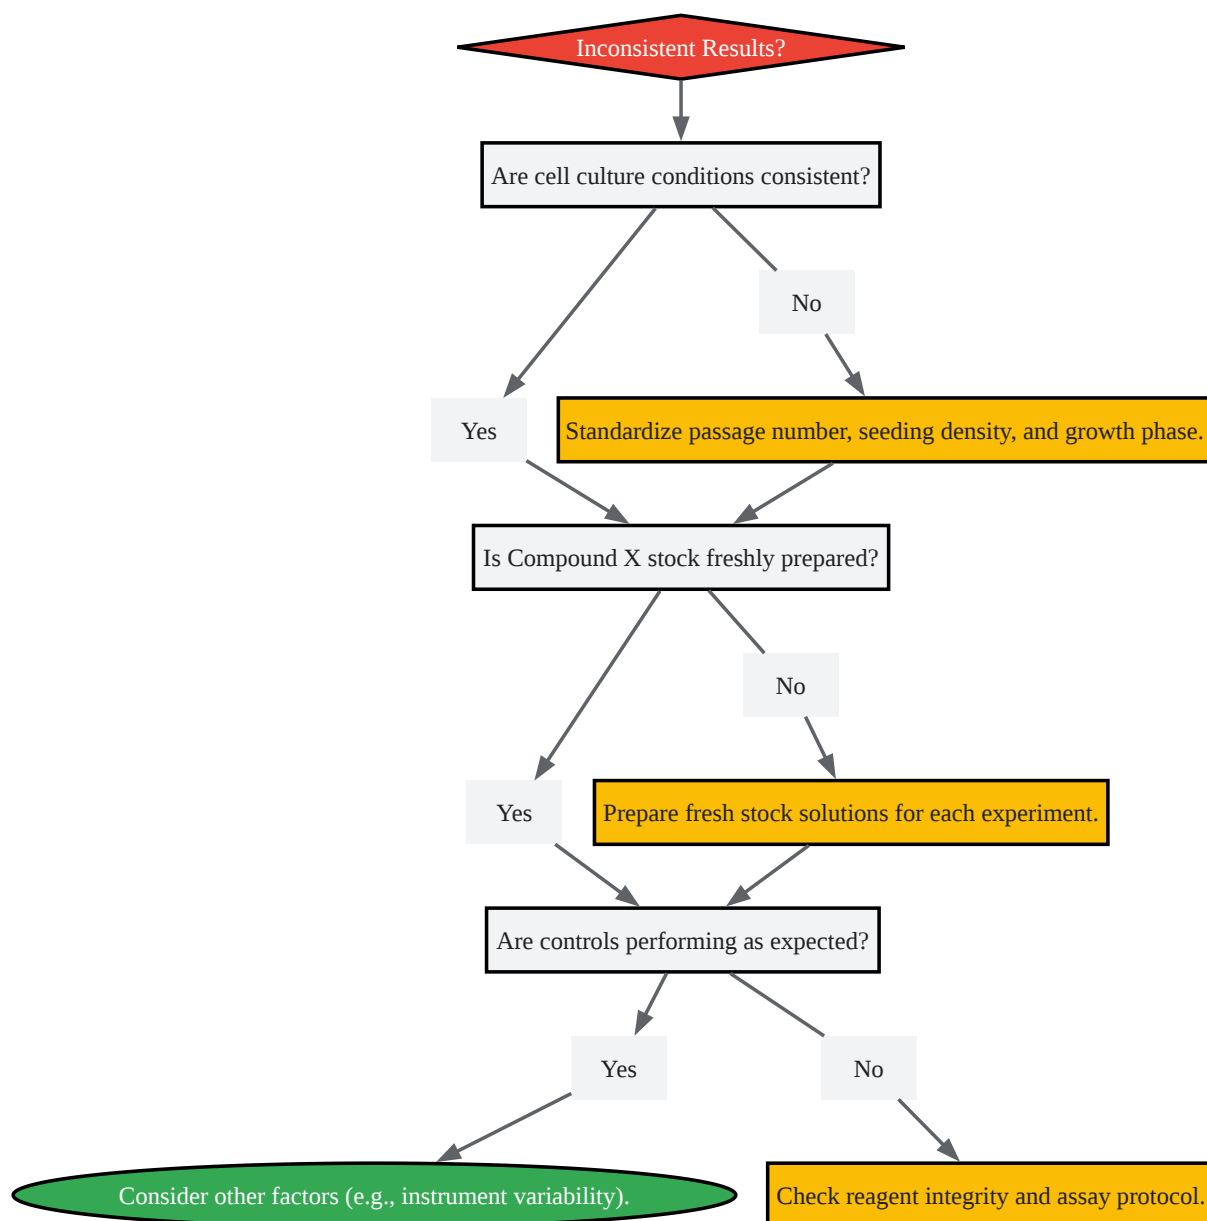 Inconsistent Results?
Are cell culture conditions consistent?
No
Yes
Standardize passage number, seeding density, and growth phase.
Is Compound X stock freshly prepared?
No
Yes
Prepare fresh stock solutions for each experiment.
Are controls performing as expected?
Yes
No
Consider other factors (e.g., instrument variability).
Check reagent integrity and assay protocol.